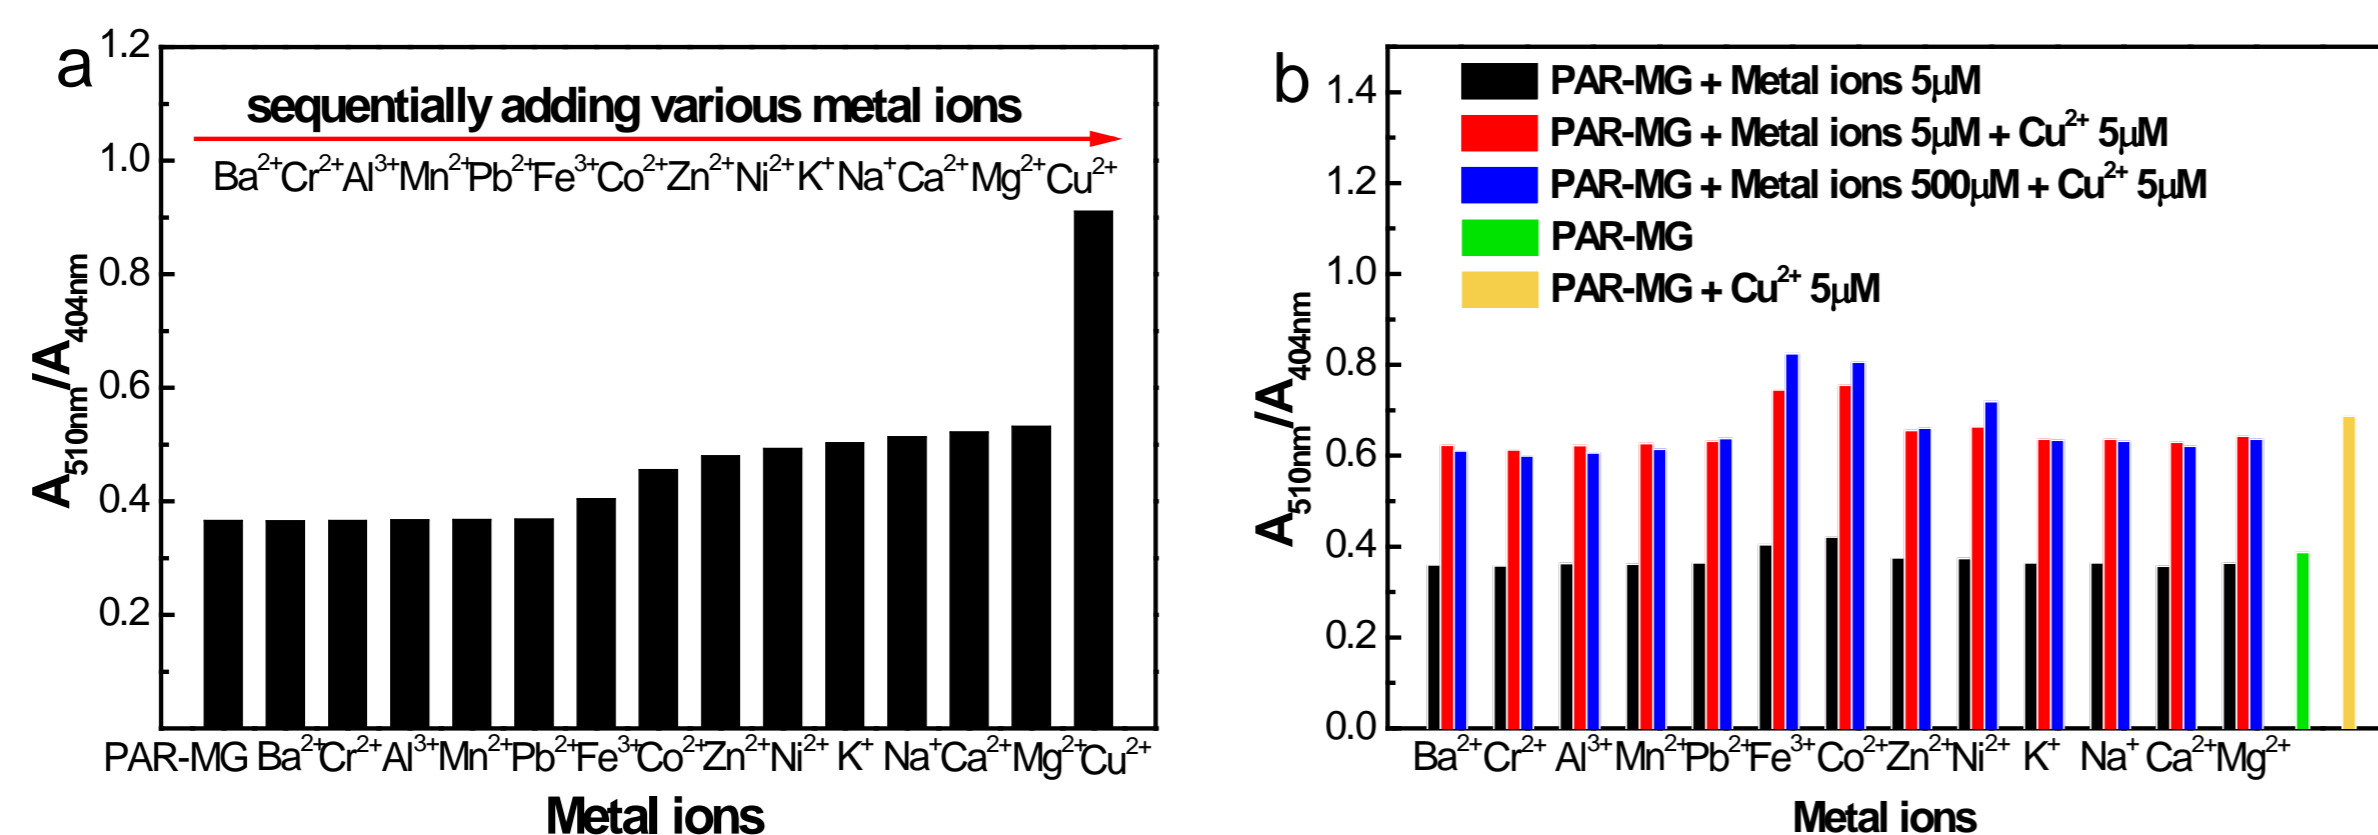 a
1.2
1.0
0.8
0.6
0.4
0.2
A510nm/A404nm
sequentially adding various metal ions
Ba2+ Cr2+ Al3+ Mn2+ Pb2+ Fe3+ Co2+ Zn2+ Ni2+ K+ Na+ Ca2+ Mg2+ Cu2+
PAR-MG Ba2+ Cr2+ Al3+ Mn2+ Pb2+ Fe3+ Co2+ Zn2+ Ni2+ K+ Na+ Ca2+ Mg2+ Cu2+
Metal ions
b
1.4
1.2
1.0
0.8
0.6
0.4
0.2
0.0
A510nm/A404nm
PAR-MG + Metal ions 5μM
PAR-MG + Metal ions 5μM + Cu2+ 5μM
PAR-MG + Metal ions 500μM + Cu2+ 5μM
PAR-MG
PAR-MG + Cu2+ 5μM
Ba2+ Cr2+ Al3+ Mn2+ Pb2+ Fe3+ Co2+ Zn2+ Ni2+ K+ Na+ Ca2+ Mg2+
Metal ions